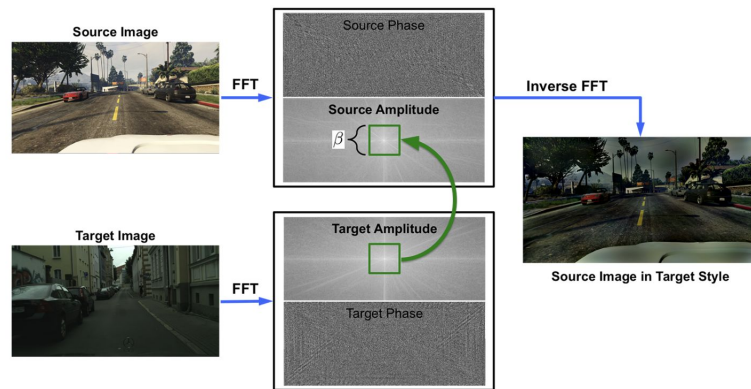 Source Image
FFT
Source Phase
Source Amplitude
β
Inverse FFT
Target Image
FFT
Target Amplitude
Target Phase
Source Image in Target Style